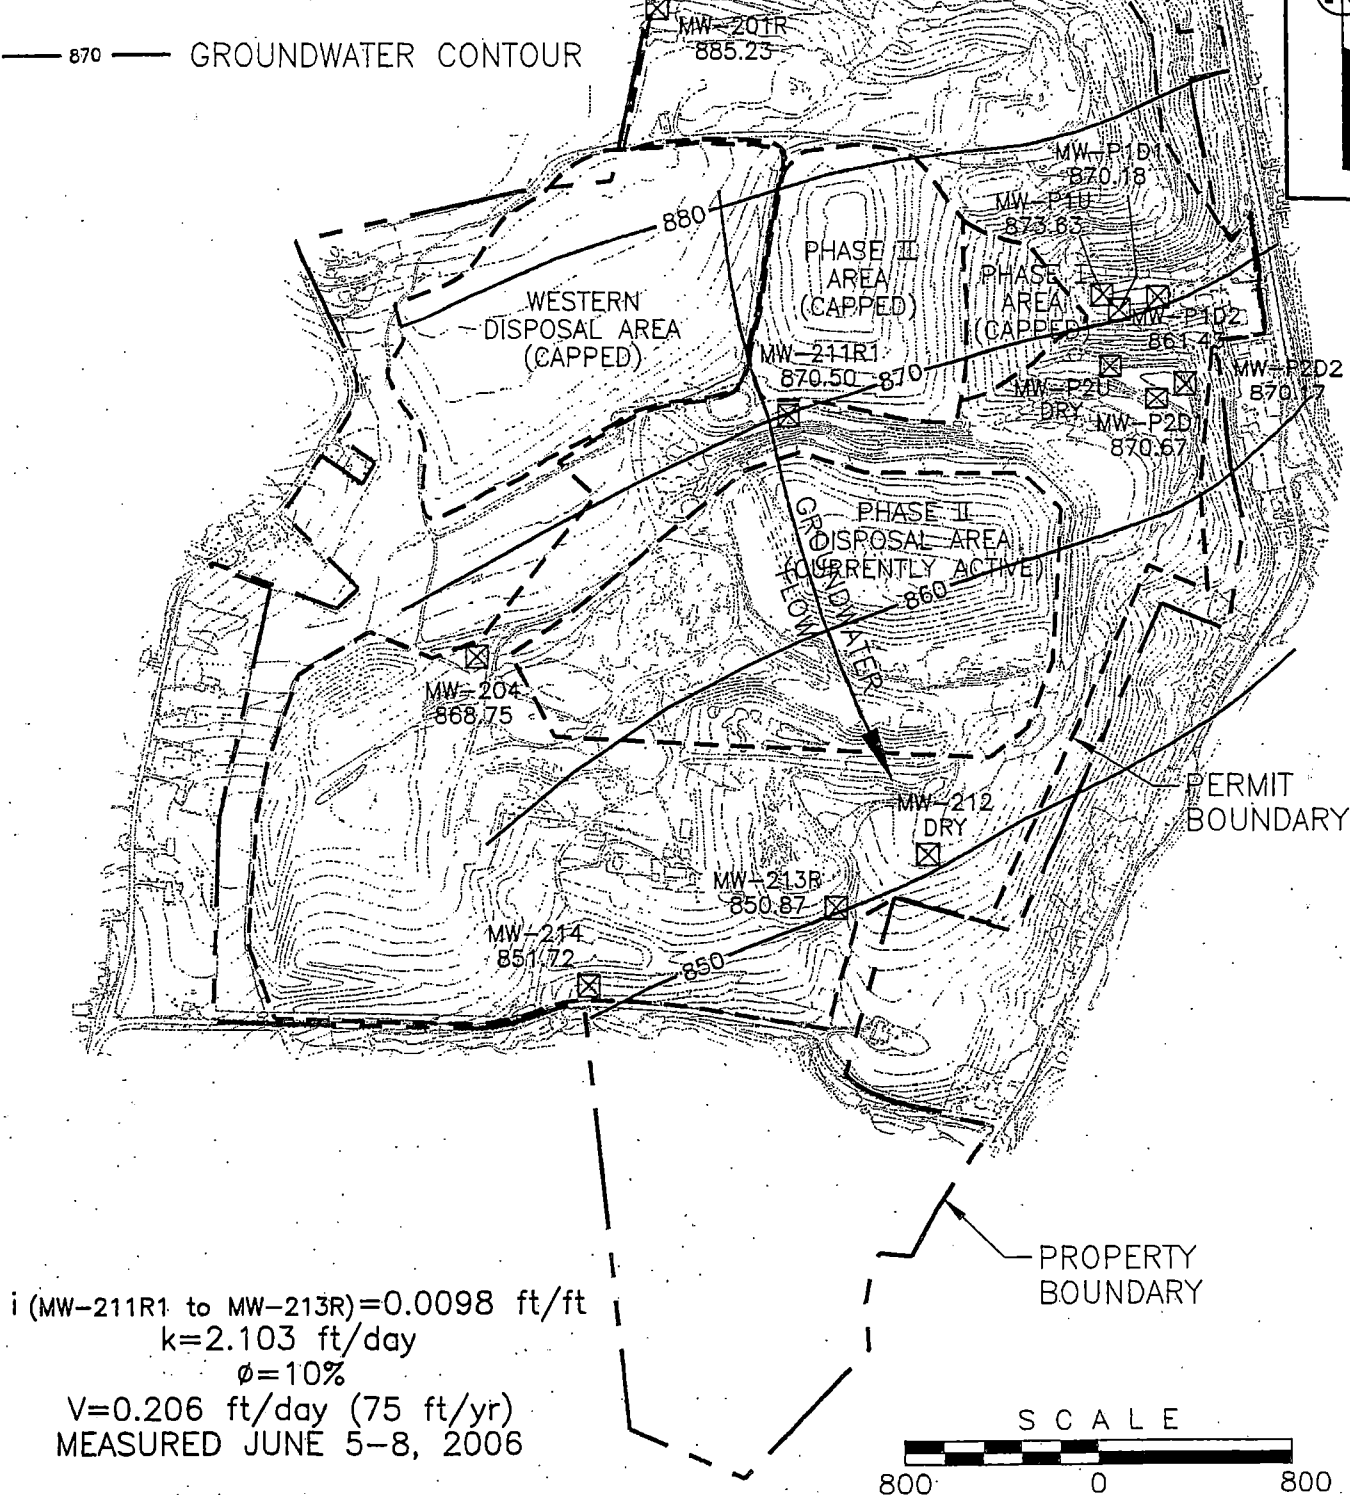 MW-201R
885.23
870 GROUNDWATER CONTOUR
MW-P1D1
870.18
MW-P1U
873.63
880
PHASE II
AREA
(CAPPED)
PHASE I
AREA
(CAPPED)
WESTERN
DISPOSAL AREA
(CAPPED)
MW-P1D2
861.4
MW-211R1
870.50
870
MW-P2D2
870.17
MW-P2U
DRY
MW-P2D1
870.67
GROUNDWATER
FLOW
PHASE II
DISPOSAL AREA
(CURRENTLY ACTIVE)
860
MW-204
868.75
MW-212
DRY
PERMIT
BOUNDARY
MW-213R
850.87
MW-214
851.72
850
PROPERTY
BOUNDARY
i (MW-211R1 to MW-213R)=0.0098 ft/ft
k=2.103 ft/day
ø=10%
V=0.206 ft/day (75 ft/yr)
MEASURED JUNE 5-8, 2006
SCALE
800 0 800